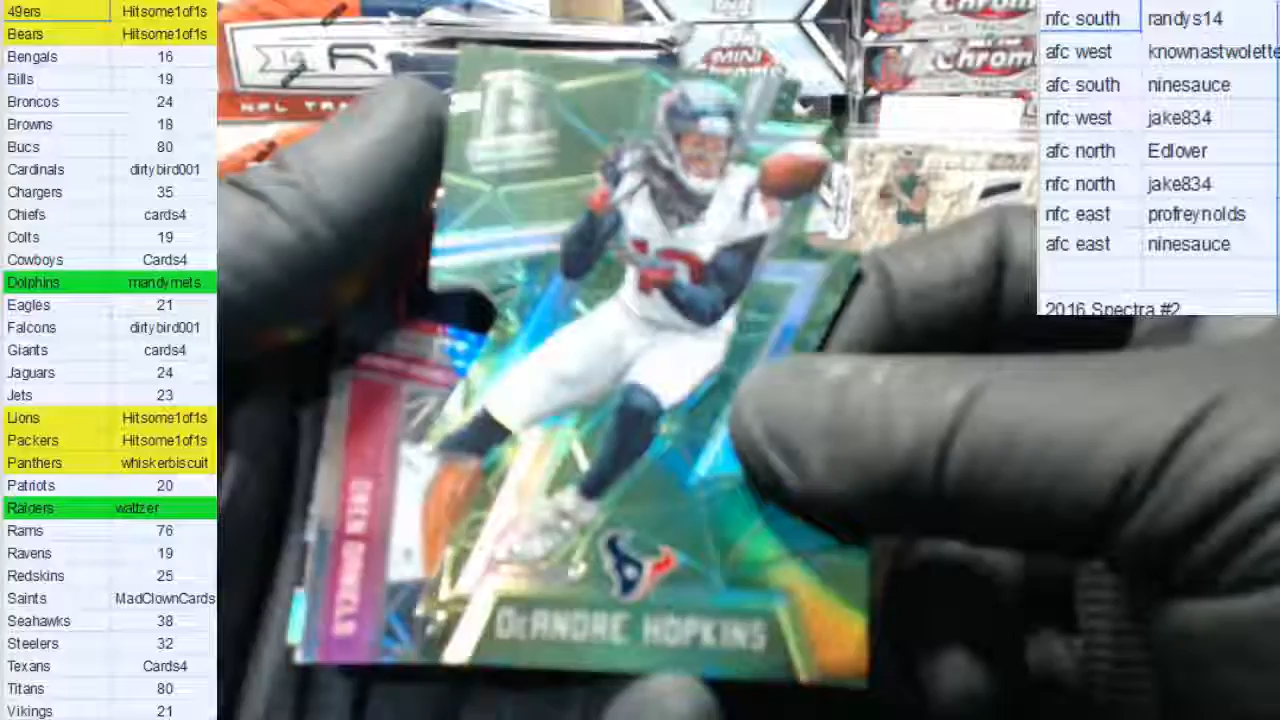 49ers Hitsome1of1s
Bears Hitsome1of1s
Bengals 16
Bills 19
Broncos 24
Browns 18
Bucs 80
Cardinals dirtybird001
Chargers 35
Chiefs cards4
Colts 19
Cowboys Cards4
Dolphins mandymets
Eagles 21
Falcons dirtybird001
Giants cards4
Jaguars 24
Jets 23
Lions Hitsome1of1s
Packers Hitsome1of1s
Panthers whiskerbiscuit
Patriots 20
Raiders wattzer
Rams 76
Ravens 19
Redskins 25
Saints MadClownCards
Seahawks 38
Steelers 32
Texans Cards4
Titans 80
Vikings 21
MINI
Chrom
Chrom
DeANDRE HOPKINS
nfc south randys14
afc west knownastwolette
afc south ninesauce
nfc west jake834
afc north Edlover
nfc north jake834
nfc east profreynolds
afc east ninesauce
2016 Spectra #2